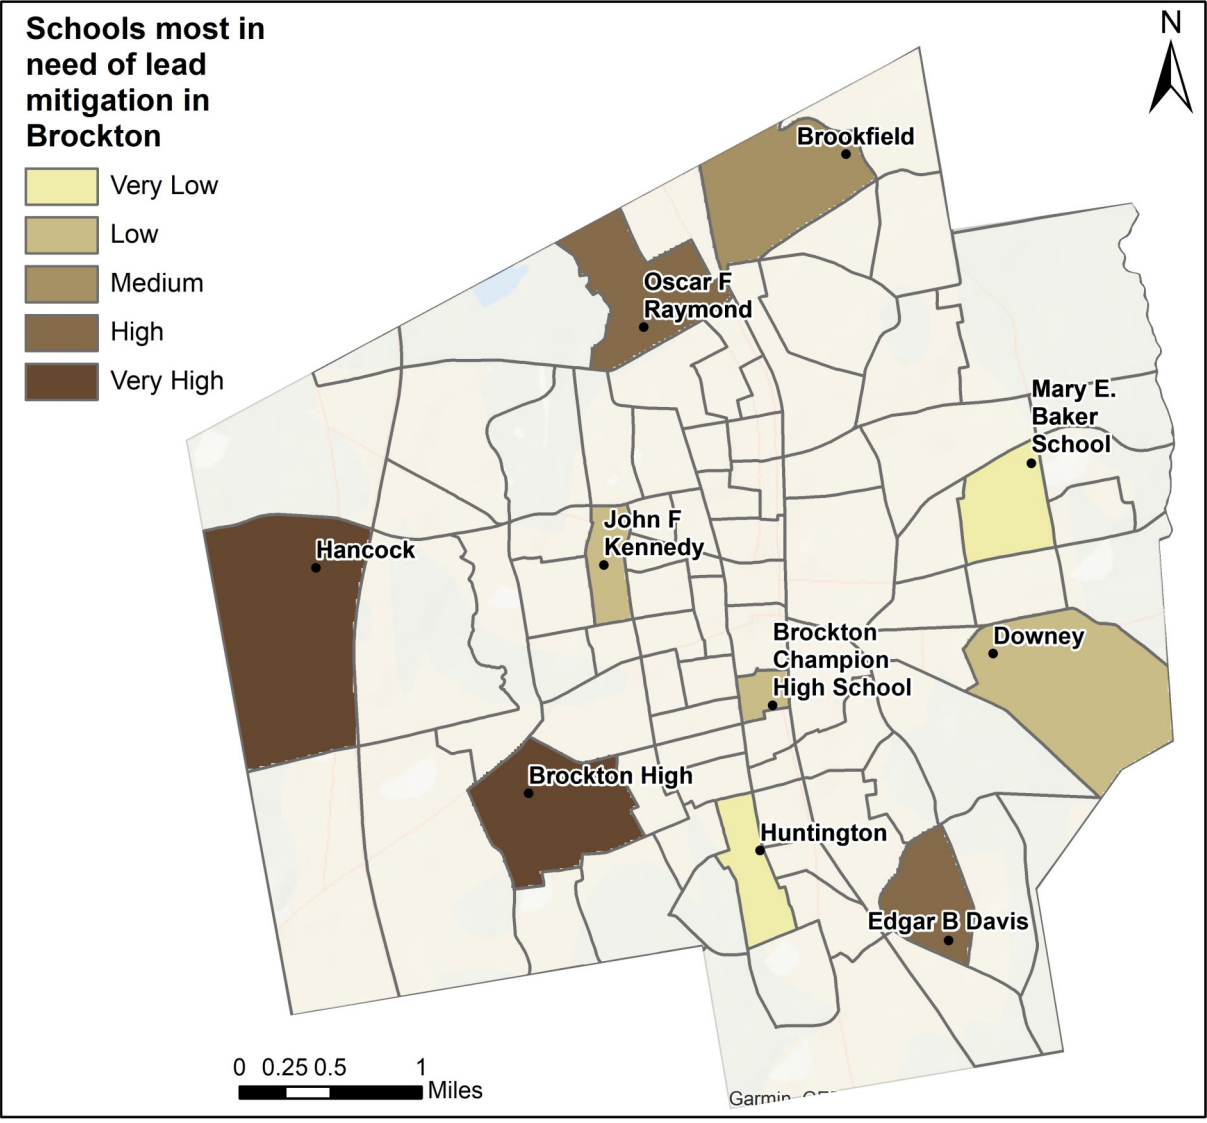 Schools most in
need of lead
mitigation in
Brockton
Very Low
Low
Medium
High
Very High
N
Brookfield
Oscar F
Raymond
Mary E.
Baker
School
John F
Kennedy
Hancock
Brockton
Champion
High School
Downey
Brockton High
Huntington
Edgar B Davis
0 0.25 0.5 1
Miles
Garmin,